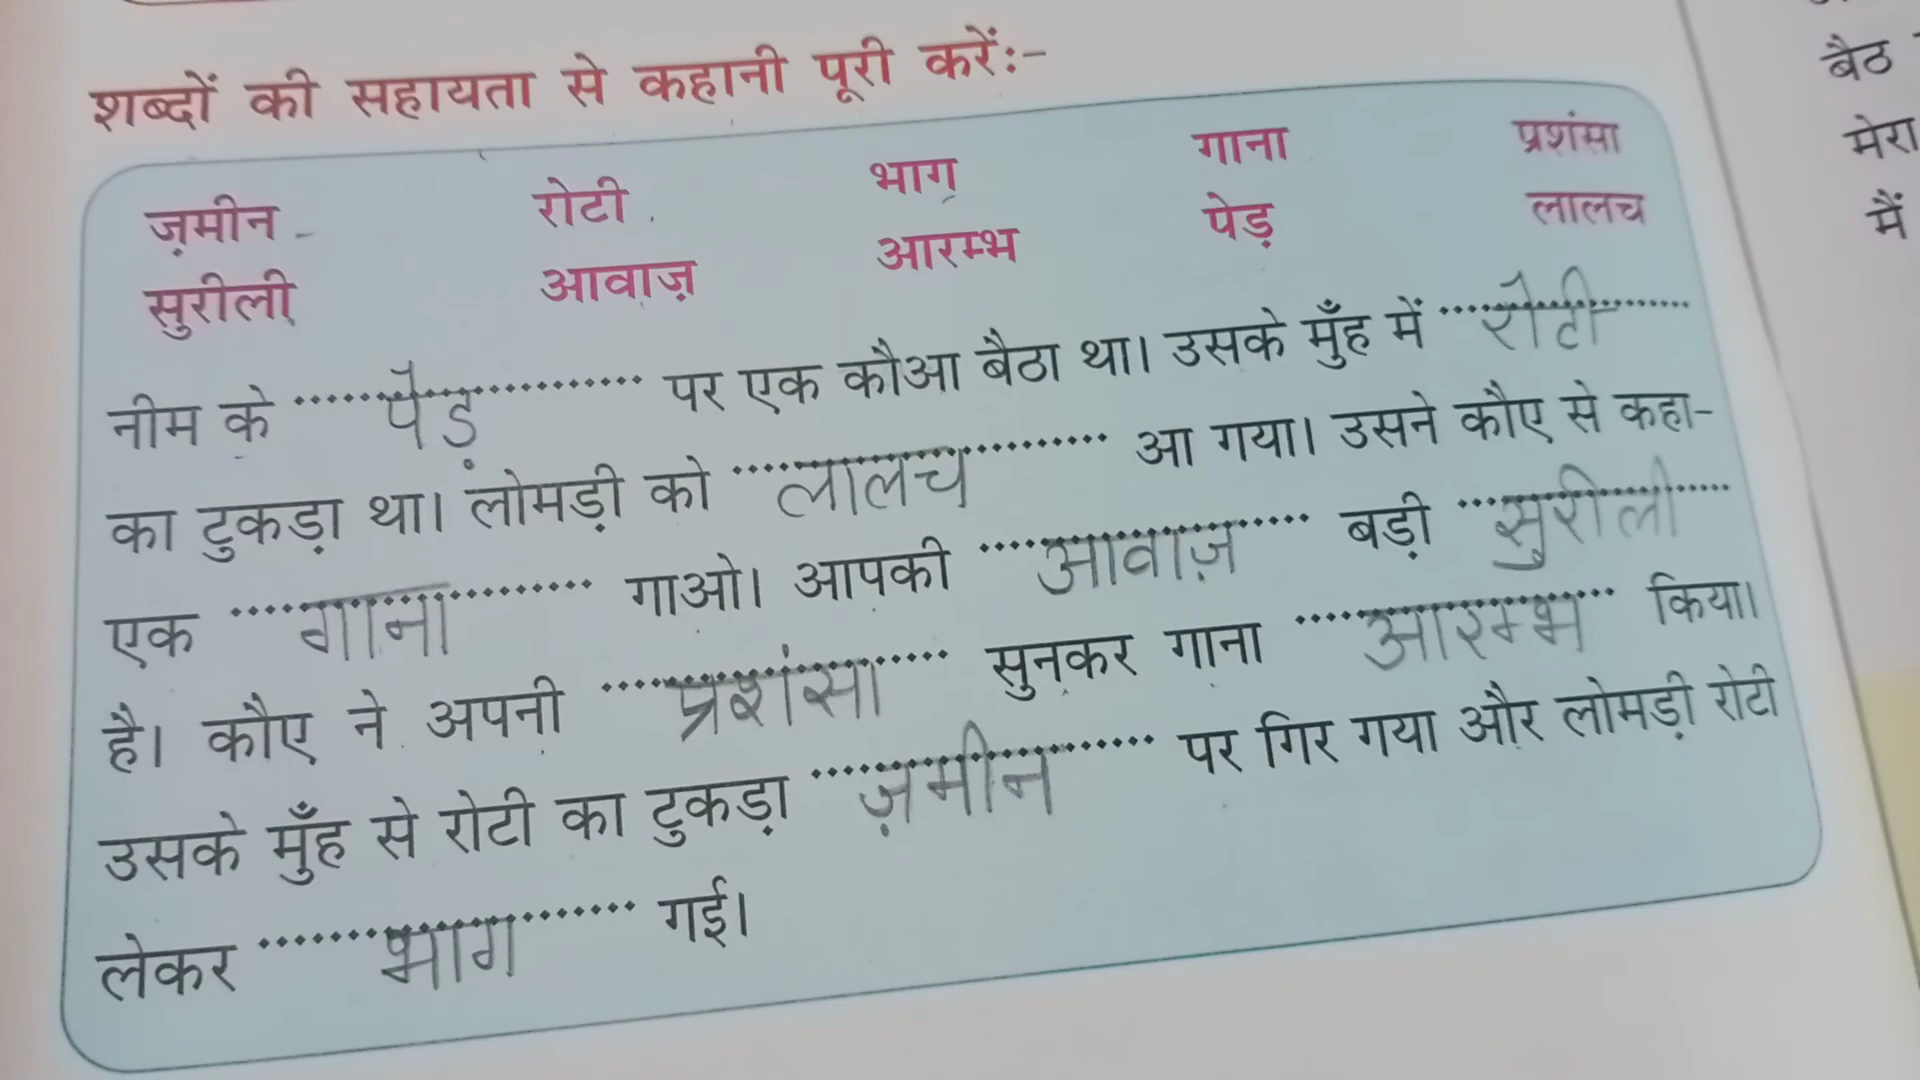 शब्दों की सहायता से कहानी पूरी करें:-
ज़मीन रोटी भाग गाना प्रशंसा
सुरीली आवाज़ आरम्भ पेड़ लालच
नीम के पेड़ पर एक कौआ बैठा था। उसके मुँह में रोटी
का टुकड़ा था। लोमड़ी को लालच आ गया। उसने कौए से कहा-
एक गाना गाओ। आपकी आवाज़ बड़ी सुरीली
है। कौए ने अपनी प्रशंसा सुनकर गाना आरम्भ किया।
उसके मुँह से रोटी का टुकड़ा ज़मीन पर गिर गया और लोमड़ी रोटी
लेकर भाग गई।
बैठ
मेरा
मैं